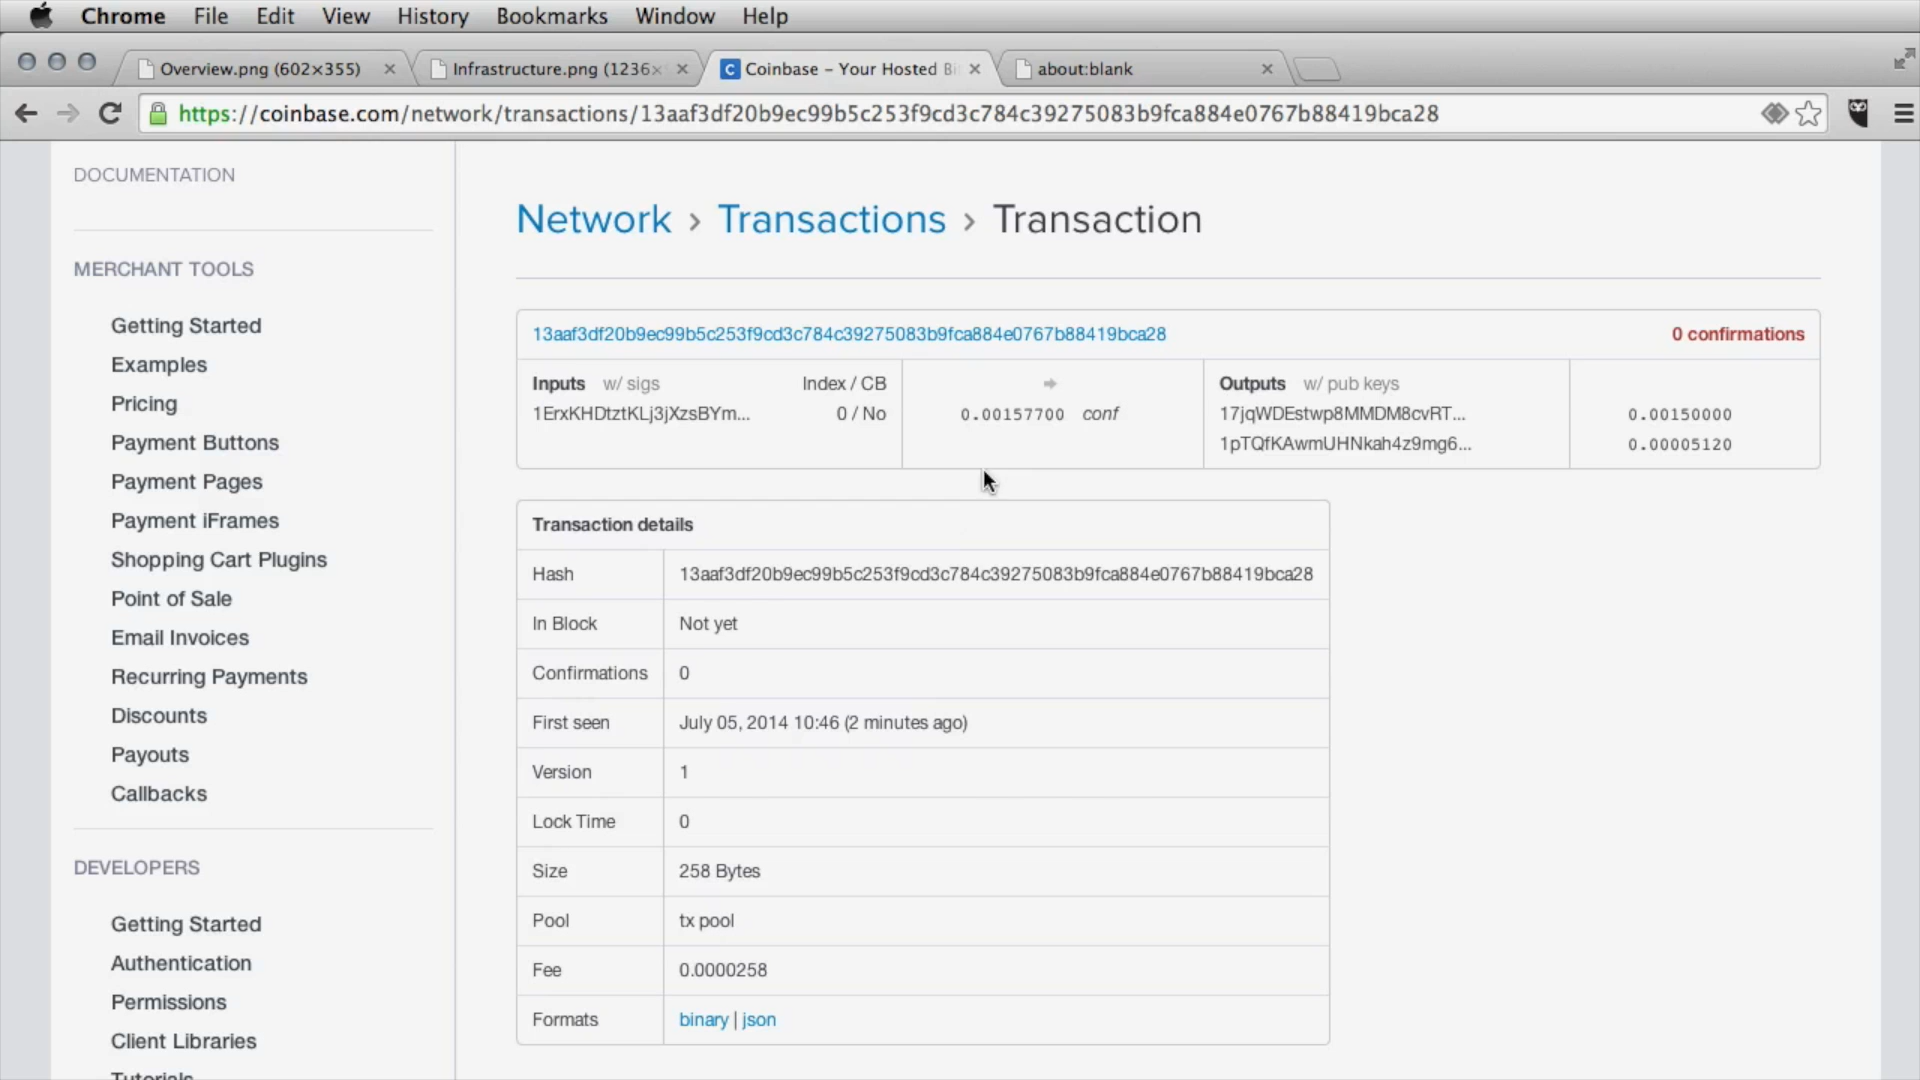 Chrome File Edit View History Bookmarks Window Help
Overview.png (602×355) Infrastructure.png (1236× Coinbase – Your Hosted Bi about:blank
https://coinbase.com/network/transactions/13aaf3df20b9ec99b5c253f9cd3c784c39275083b9fca884e0767b88419bca28
DOCUMENTATION
MERCHANT TOOLS
Getting Started
Examples
Pricing
Payment Buttons
Payment Pages
Payment iFrames
Shopping Cart Plugins
Point of Sale
Email Invoices
Recurring Payments
Discounts
Payouts
Callbacks
DEVELOPERS
Getting Started
Authentication
Permissions
Client Libraries
Tutorials
Network › Transactions › Transaction
13aaf3df20b9ec99b5c253f9cd3c784c39275083b9fca884e0767b88419bca28 0 confirmations
Inputs w/ sigs Index / CB Outputs w/ pub keys
1ErxKHDtztKLj3jXzsBYm... 0 / No 0.00157700 conf 17jqWDEstwp8MMDM8cvRT... 0.00150000
1pTQfKAwmUHNkah4z9mg6... 0.00005120
Transaction details
Hash 13aaf3df20b9ec99b5c253f9cd3c784c39275083b9fca884e0767b88419bca28
In Block Not yet
Confirmations 0
First seen July 05, 2014 10:46 (2 minutes ago)
Version 1
Lock Time 0
Size 258 Bytes
Pool tx pool
Fee 0.0000258
Formats binary | json